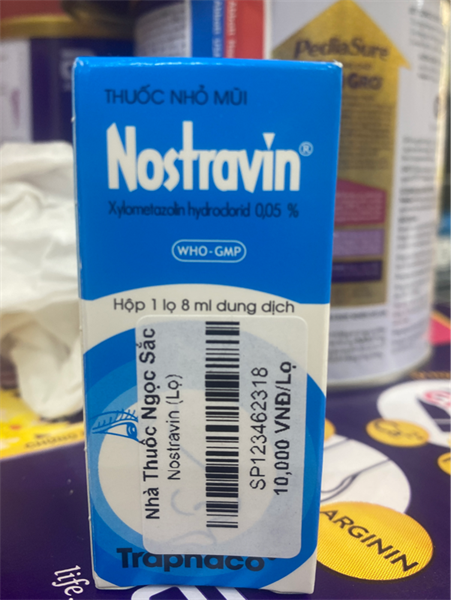 THUỐC NHỎ MŨI
Nostravin®
Xylometazolin hydroclorid 0,05 %
WHO-GMP
Hộp 1 lọ 8 ml dung dịch
Nhà Thuốc Ngọc Sắc
Nostravin (Lọ)
SP123462318
10,000 VNĐ/Lọ
Traphaco
PediaSure
ARGININ
life.